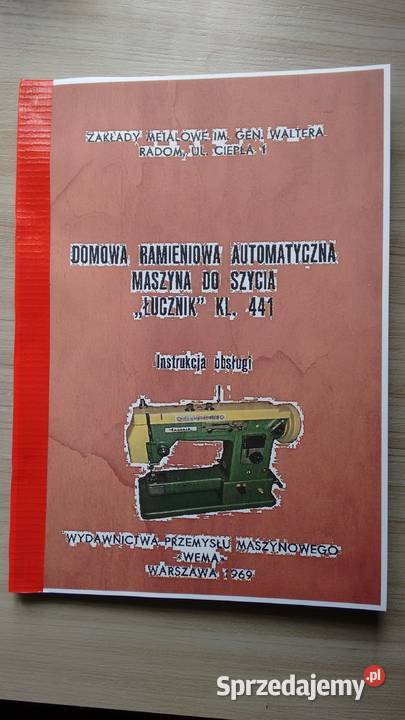 ZAKŁADY METALOWE IM. GEN. WALTERA
RADOM, UL. CIEPŁA 1
DOMOWA RAMIENIOWA AUTOMATYCZNA
MASZYNA DO SZYCIA
„ŁUCZNIK” KL. 441
Instrukcja obsługi
WYDAWNICTWA PRZEMYSŁU MASZYNOWEGO
„WEMA”
WARSZAWA 1969
Sprzedajemy.pl